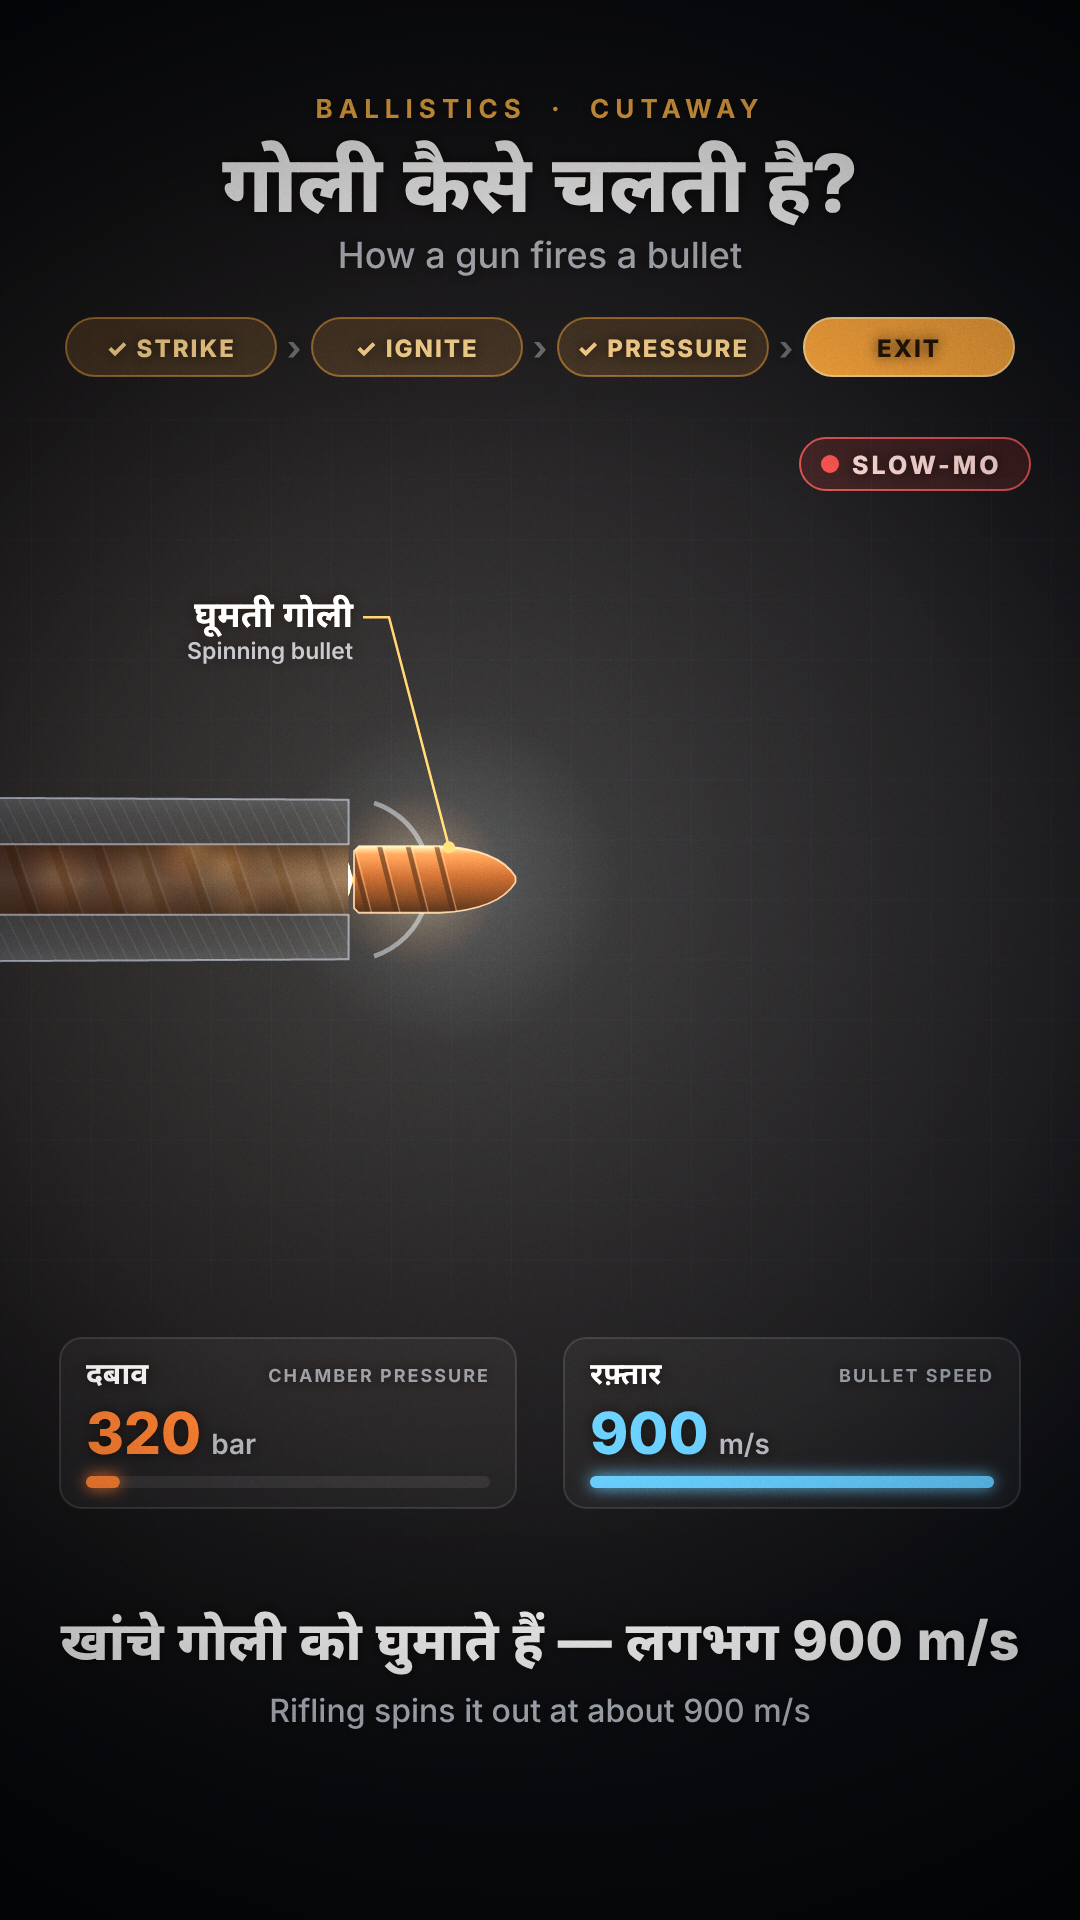 BALLISTICS · CUTAWAY
गोली कैसे चलती है?
How a gun fires a bullet
✓ STRIKE › ✓ IGNITE › ✓ PRESSURE › EXIT
SLOW-MO
घूमती गोली
Spinning bullet
दबाव CHAMBER PRESSURE
320 bar
रफ़्तार BULLET SPEED
900 m/s
खांचे गोली को घुमाते हैं — लगभग 900 m/s
Rifling spins it out at about 900 m/s